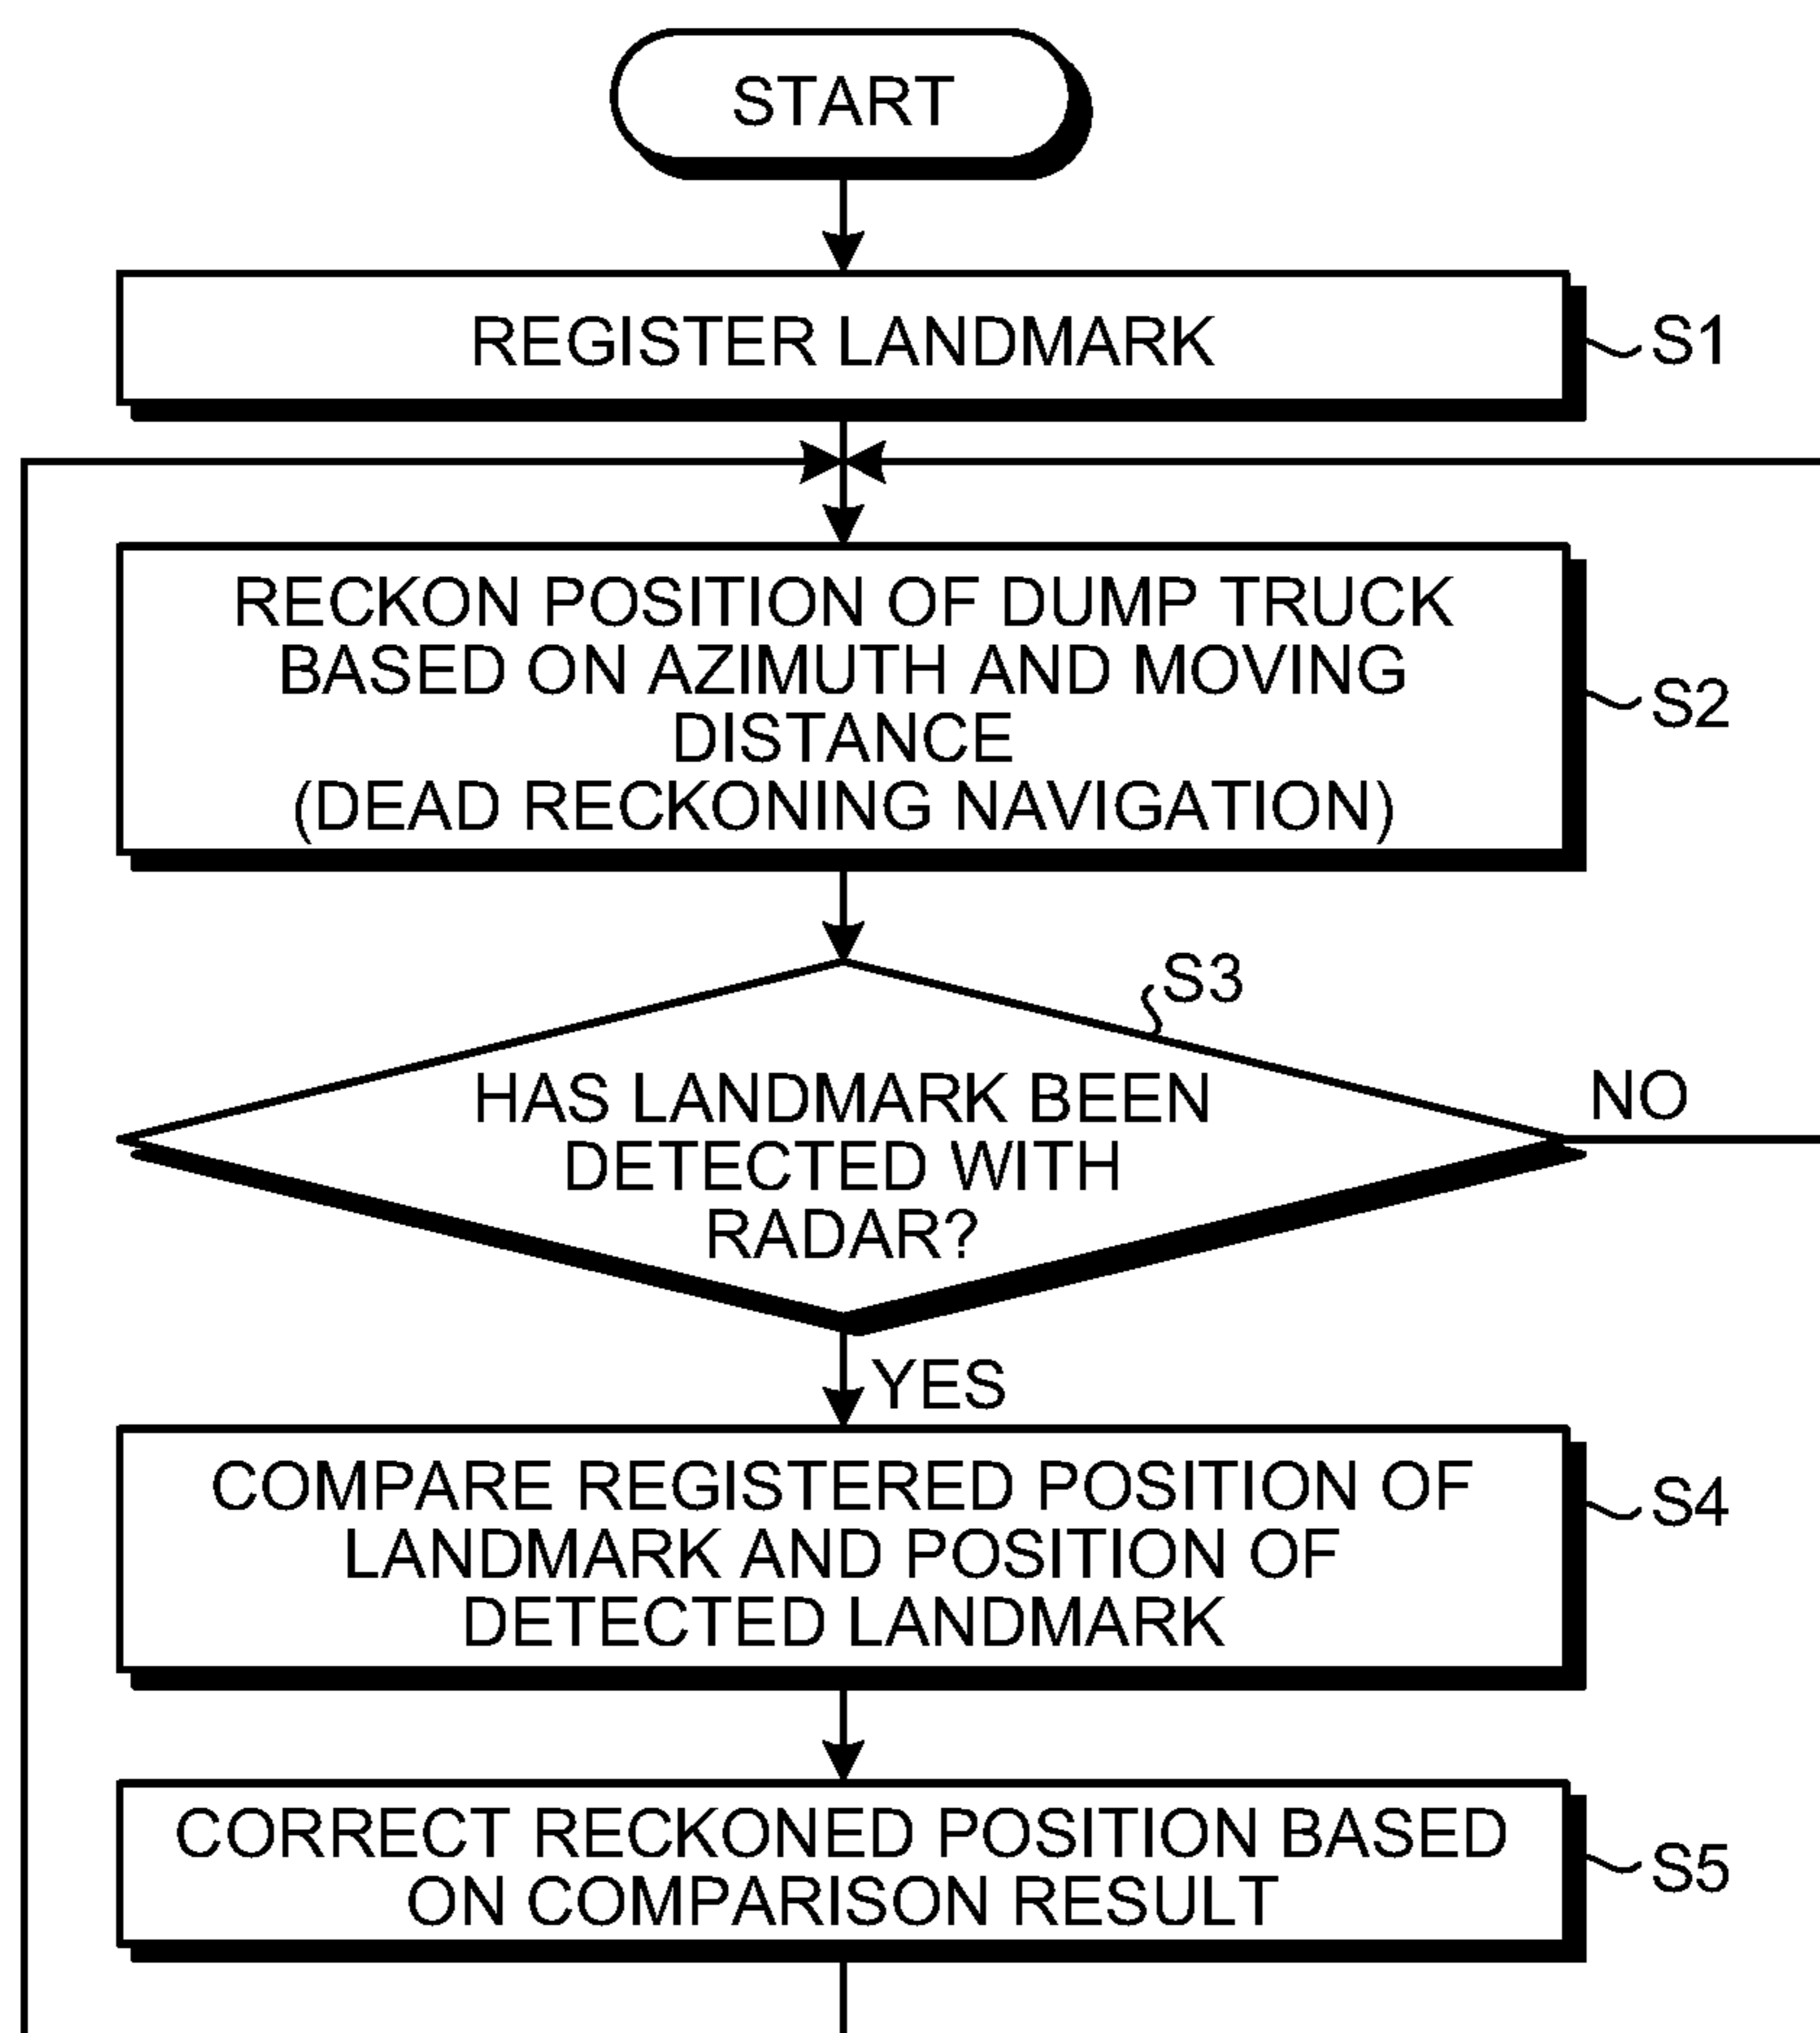 START
REGISTER LANDMARK
S1
RECKON POSITION OF DUMP TRUCK
BASED ON AZIMUTH AND MOVING
DISTANCE
(DEAD RECKONING NAVIGATION)
S2
S3
HAS LANDMARK BEEN
DETECTED WITH
RADAR?
NO
YES
COMPARE REGISTERED POSITION OF
LANDMARK AND POSITION OF
DETECTED LANDMARK
S4
CORRECT RECKONED POSITION BASED
ON COMPARISON RESULT
S5